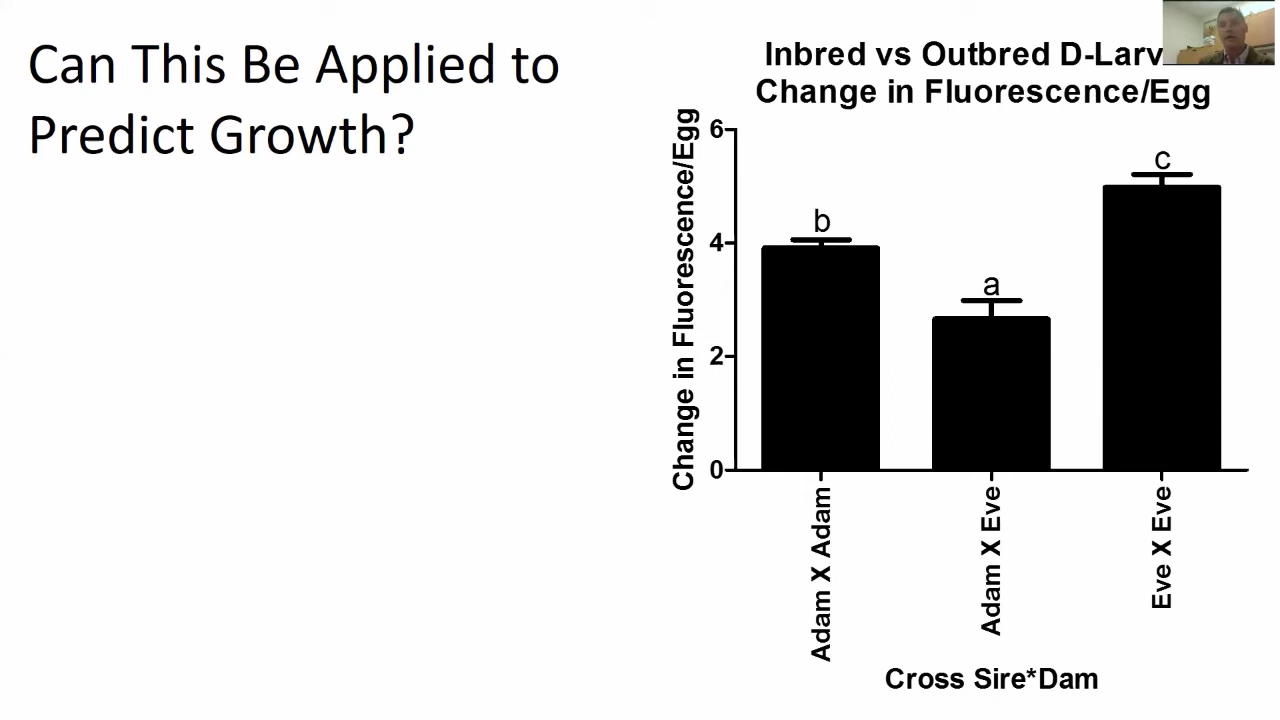 Can This Be Applied to
Predict Growth?
Inbred vs Outbred D-Larv
Change in Fluorescence/Egg
Change in Fluorescence/Egg
6
4
2
0
b
a
c
Adam X Adam
Adam X Eve
Eve X Eve
Cross Sire*Dam